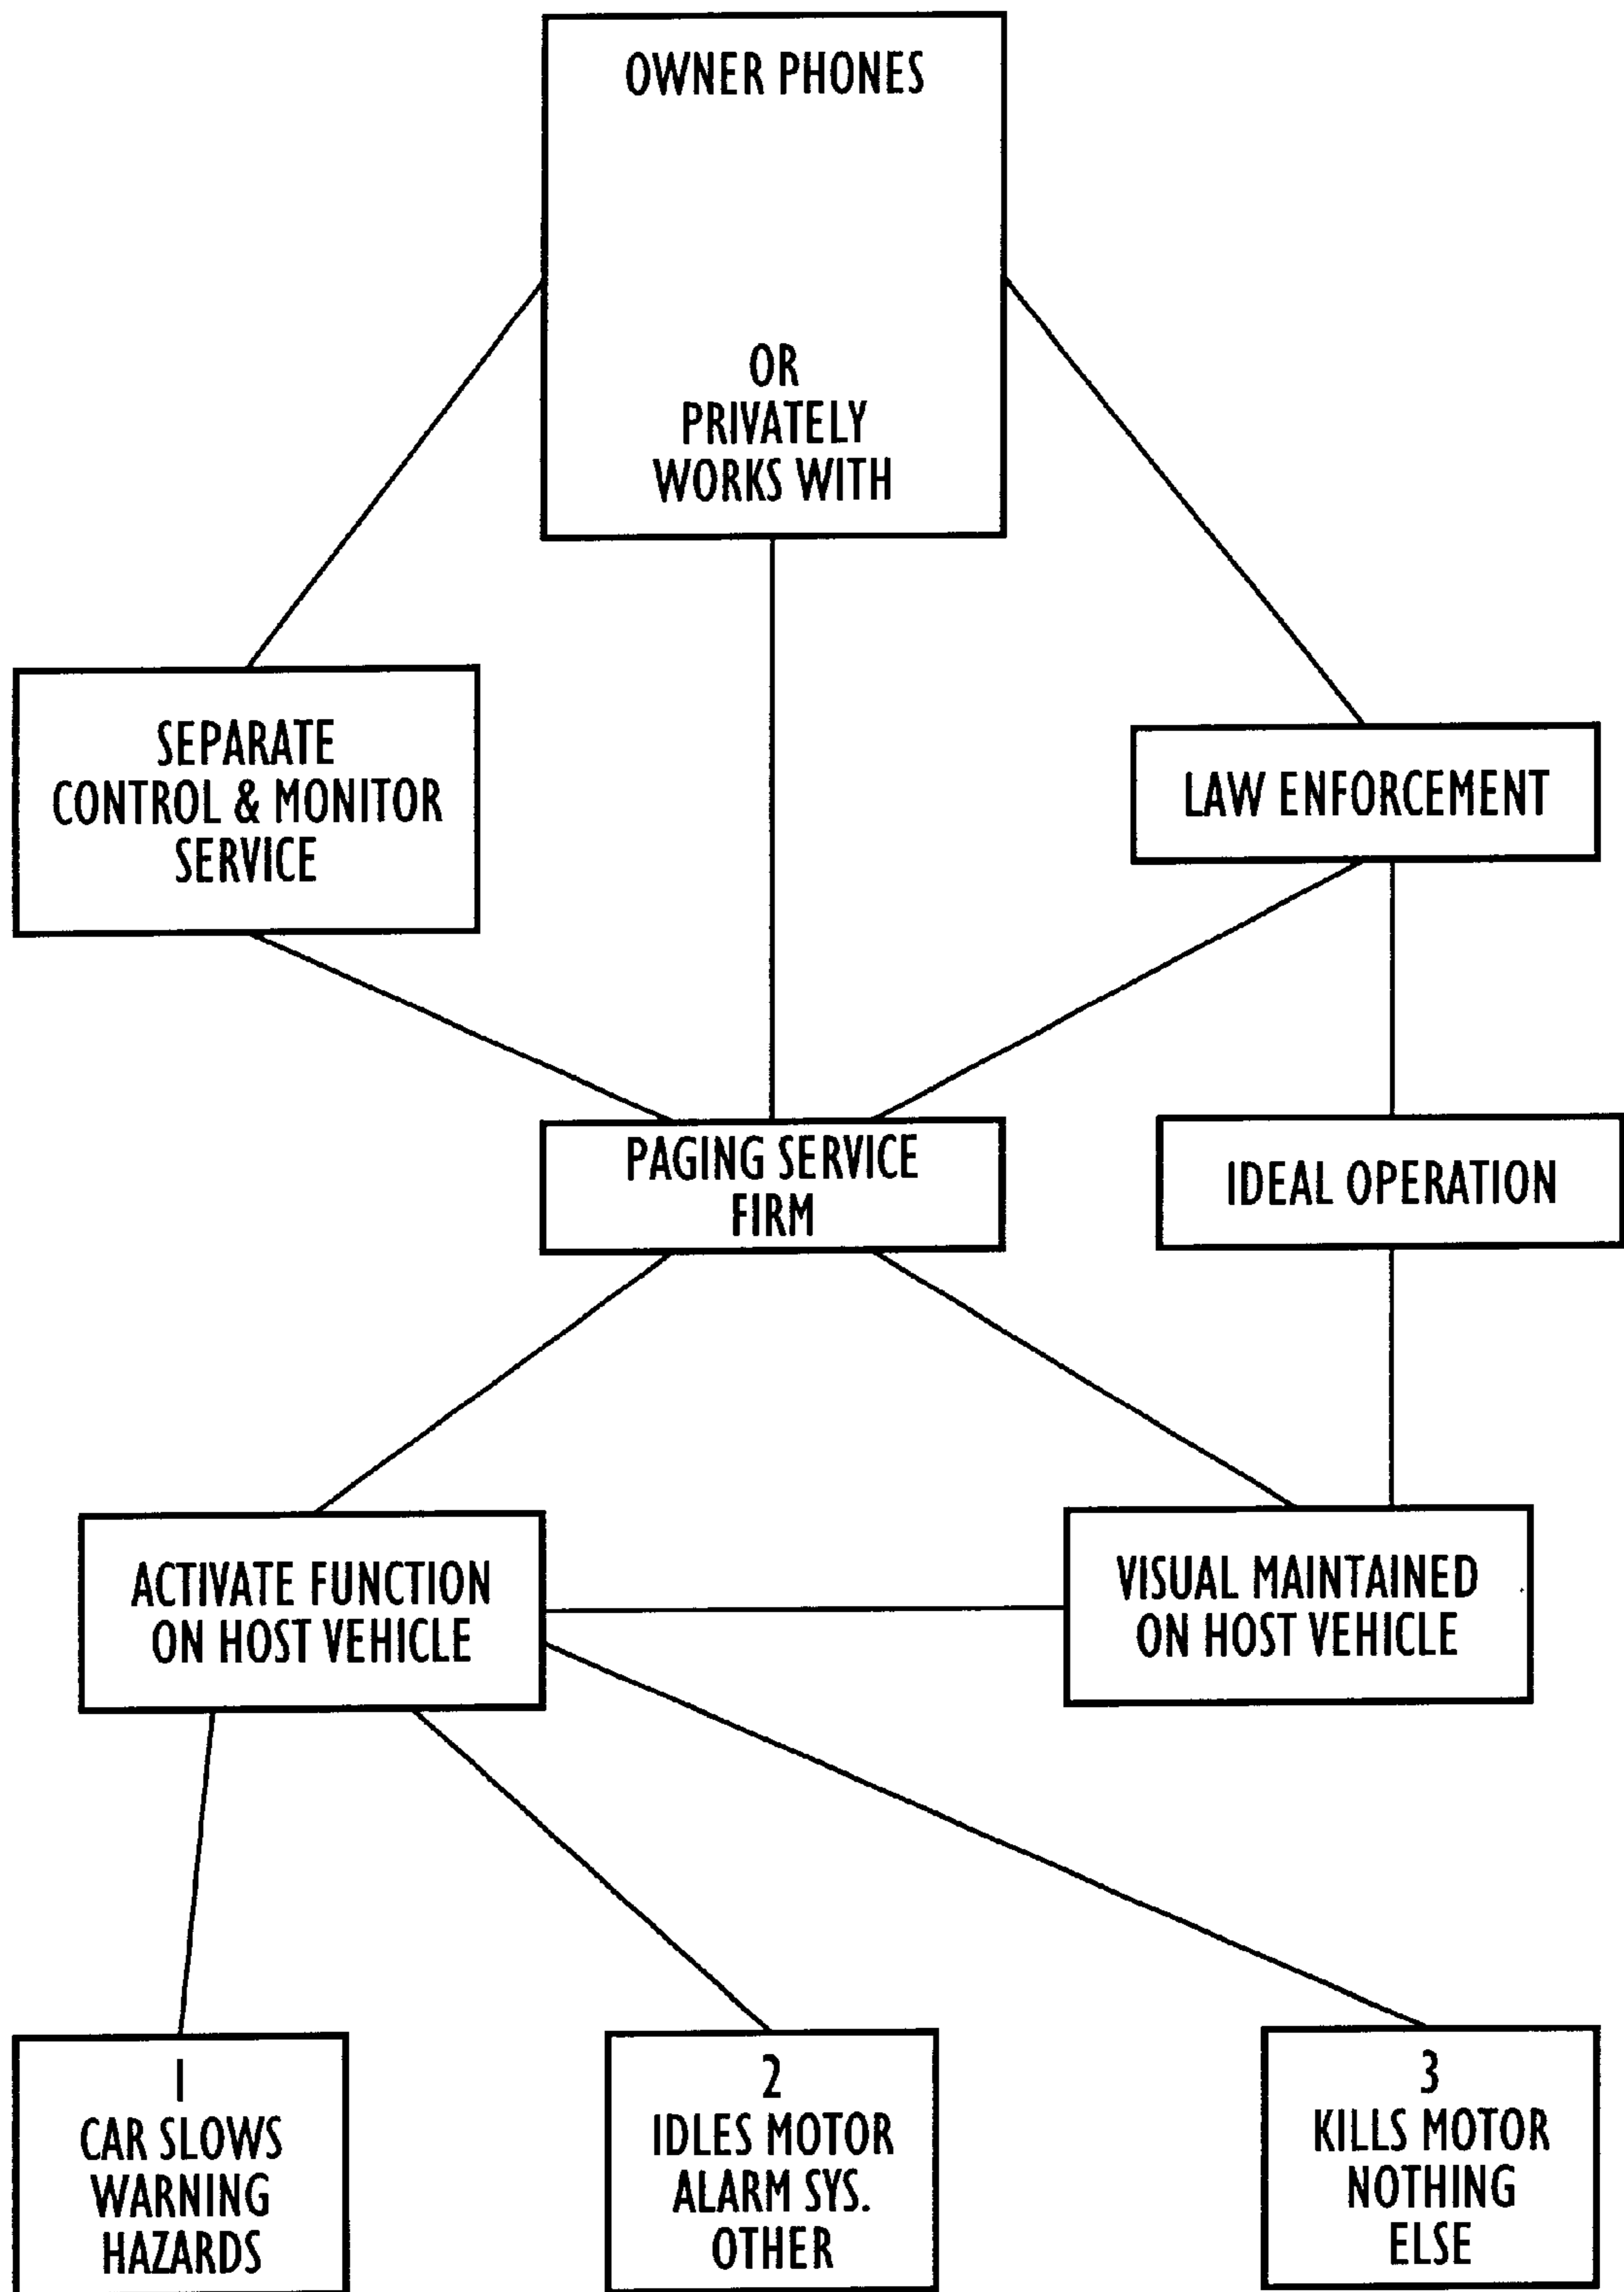 OWNER PHONES
OR
PRIVATELY
WORKS WITH
SEPARATE
CONTROL & MONITOR
SERVICE
LAW ENFORCEMENT
PAGING SERVICE
FIRM
IDEAL OPERATION
ACTIVATE FUNCTION
ON HOST VEHICLE
VISUAL MAINTAINED
ON HOST VEHICLE
1
CAR SLOWS
WARNING
HAZARDS
2
IDLES MOTOR
ALARM SYS.
OTHER
3
KILLS MOTOR
NOTHING
ELSE